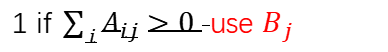 1 if ∑ᵢ Aᵢⱼ > 0 -use Bⱼ